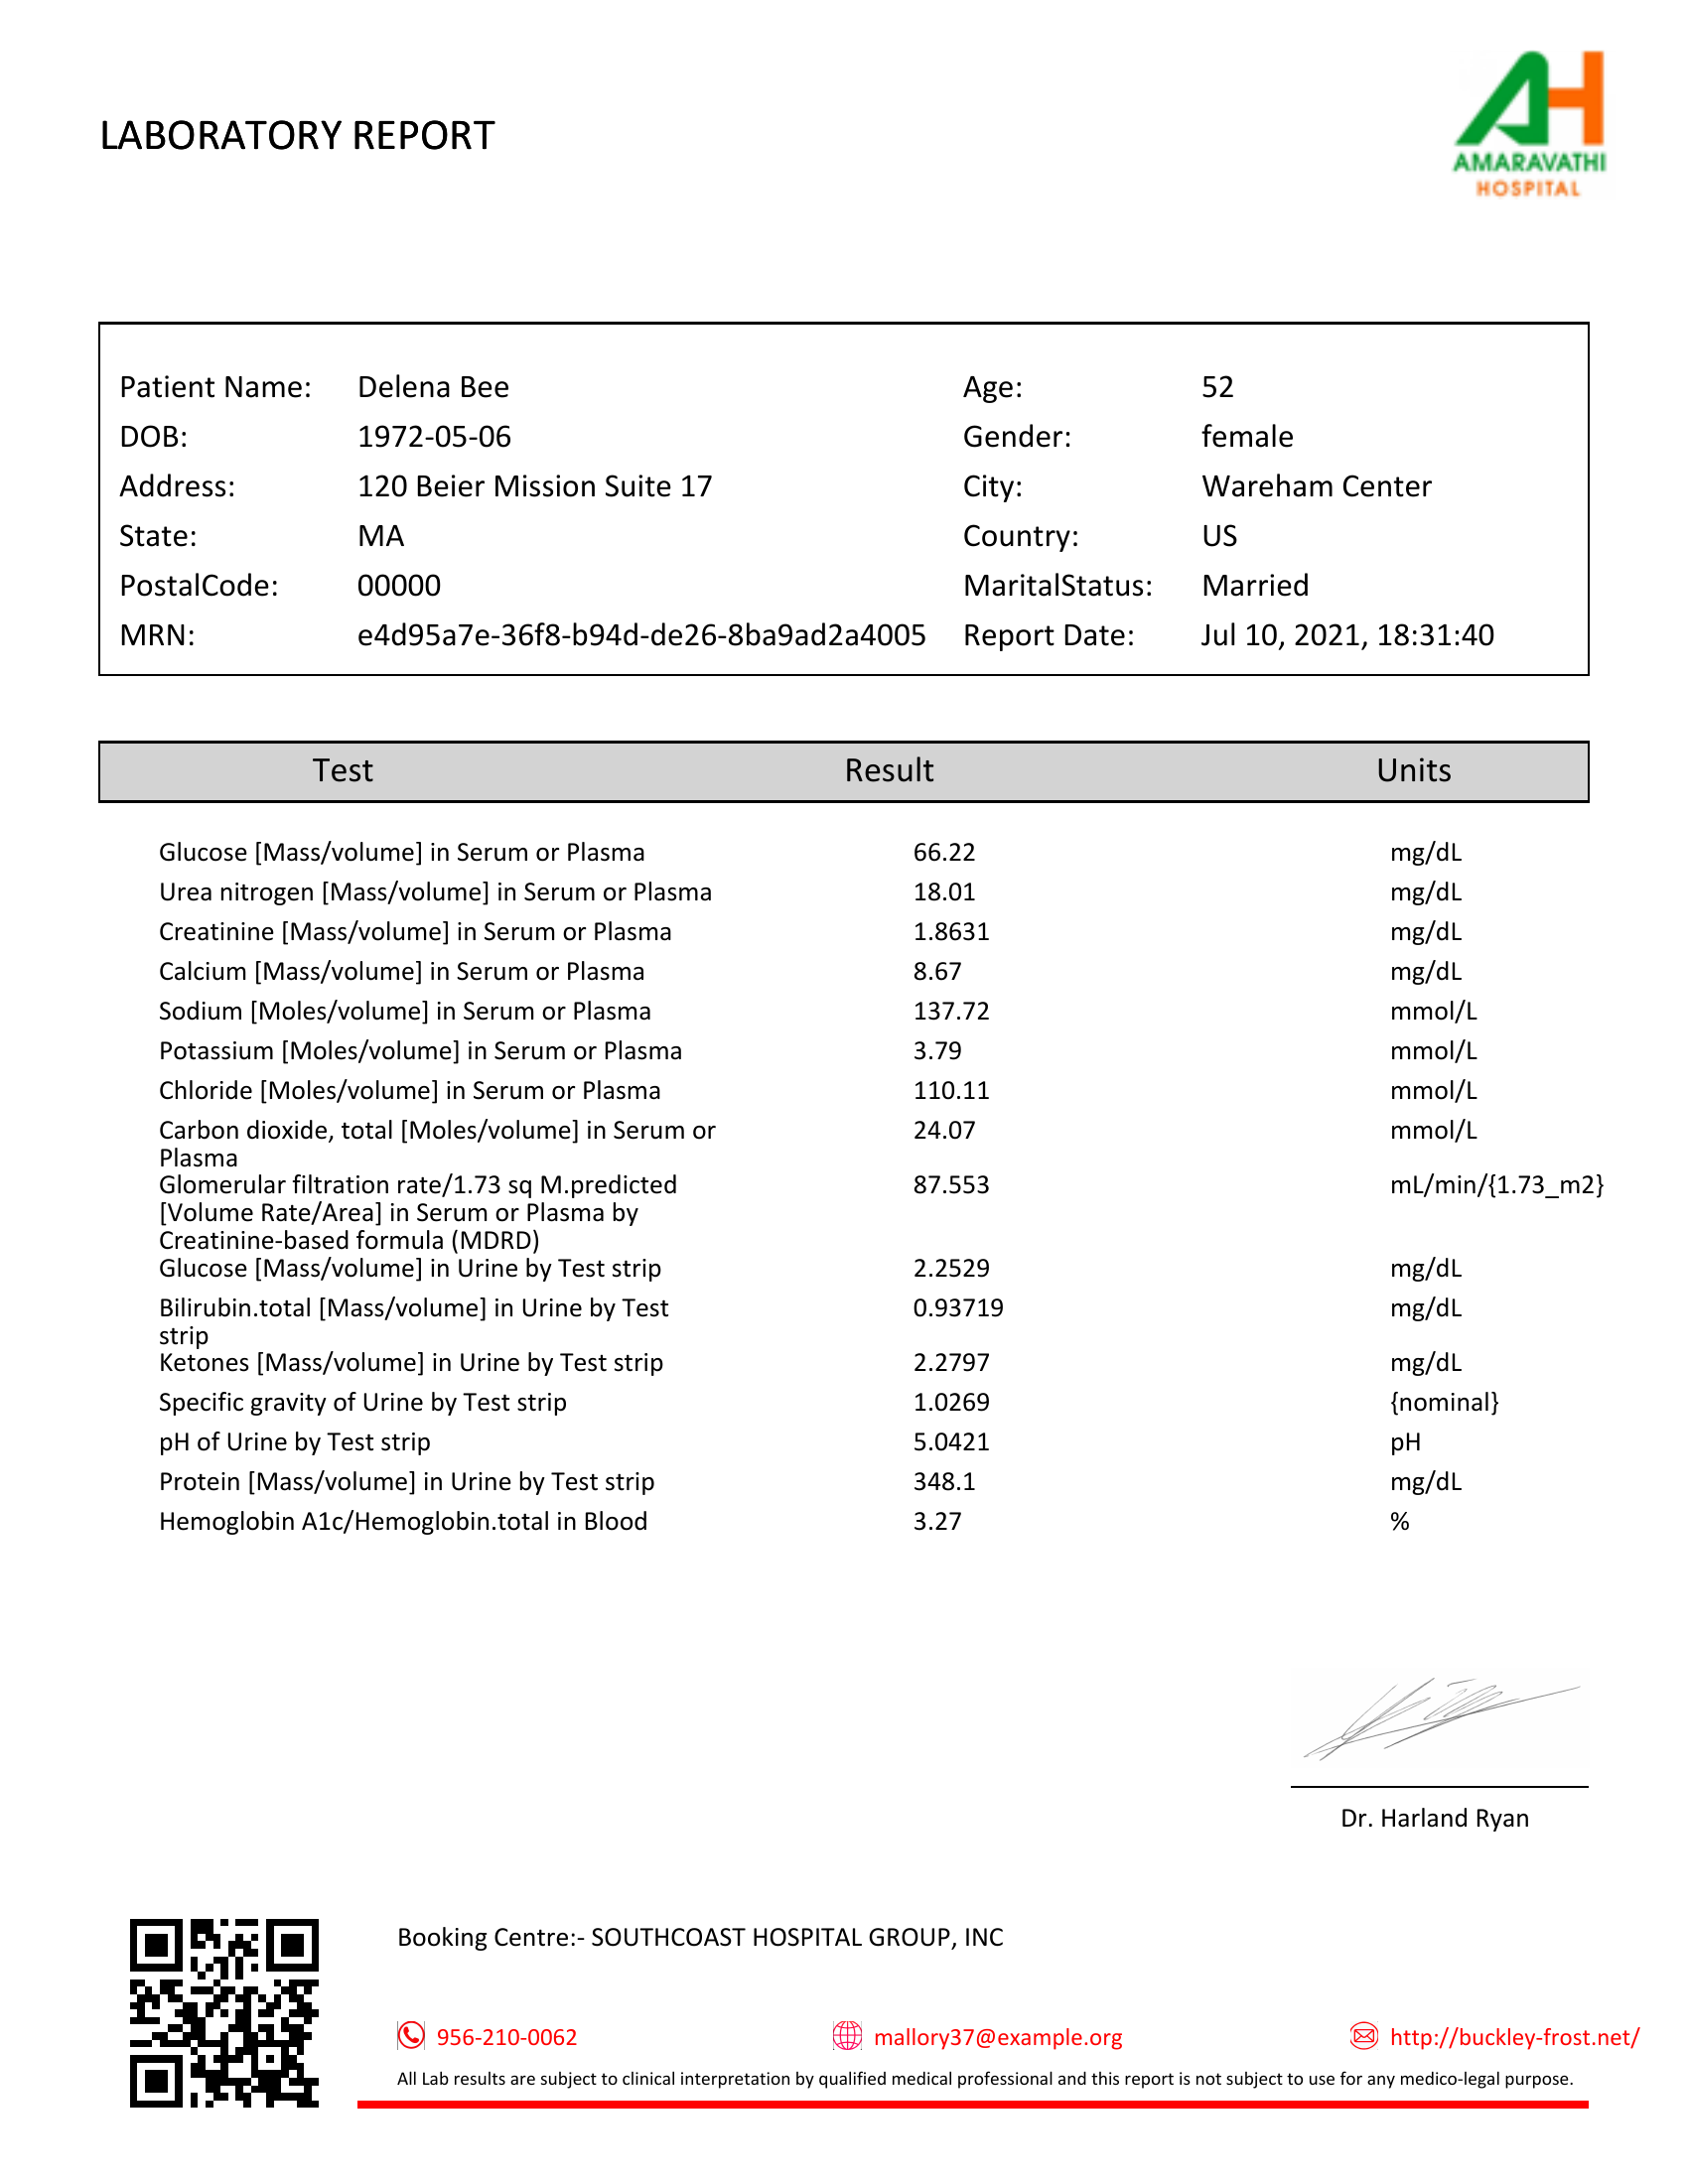 AMARAVATHI
HOSPITAL
LABORATORY REPORT
Patient Name: Delena Bee Age: 52
DOB: 1972-05-06 Gender: female
Address: 120 Beier Mission Suite 17 City: Wareham Center
State: MA Country: US
PostalCode: 00000 MaritalStatus: Married
MRN: e4d95a7e-36f8-b94d-de26-8ba9ad2a4005 Report Date: Jul 10, 2021, 18:31:40
Test Result Units
Glucose [Mass/volume] in Serum or Plasma 66.22 mg/dL
Urea nitrogen [Mass/volume] in Serum or Plasma 18.01 mg/dL
Creatinine [Mass/volume] in Serum or Plasma 1.8631 mg/dL
Calcium [Mass/volume] in Serum or Plasma 8.67 mg/dL
Sodium [Moles/volume] in Serum or Plasma 137.72 mmol/L
Potassium [Moles/volume] in Serum or Plasma 3.79 mmol/L
Chloride [Moles/volume] in Serum or Plasma 110.11 mmol/L
Carbon dioxide, total [Moles/volume] in Serum or 24.07 mmol/L
Plasma
Glomerular filtration rate/1.73 sq M.predicted 87.553 mL/min/{1.73_m2}
[Volume Rate/Area] in Serum or Plasma by
Creatinine-based formula (MDRD)
Glucose [Mass/volume] in Urine by Test strip 2.2529 mg/dL
Bilirubin.total [Mass/volume] in Urine by Test 0.93719 mg/dL
strip
Ketones [Mass/volume] in Urine by Test strip 2.2797 mg/dL
Specific gravity of Urine by Test strip 1.0269 {nominal}
pH of Urine by Test strip 5.0421 pH
Protein [Mass/volume] in Urine by Test strip 348.1 mg/dL
Hemoglobin A1c/Hemoglobin.total in Blood 3.27 %
Dr. Harland Ryan
Booking Centre:- SOUTHCOAST HOSPITAL GROUP, INC
956-210-0062 mallory37@example.org http://buckley-frost.net/
All Lab results are subject to clinical interpretation by qualified medical professional and this report is not subject to use for any medico-legal purpose.